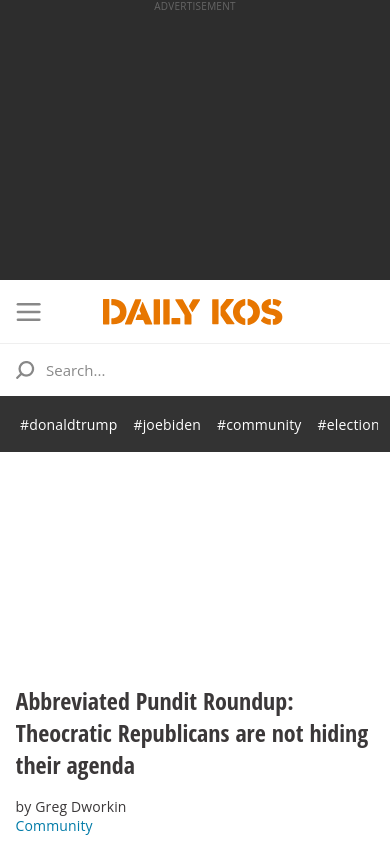 ADVERTISEMENT
DAILY KOS
Search...
#donaldtrump #joebiden #community #election
Abbreviated Pundit Roundup:
Theocratic Republicans are not hiding
their agenda
by Greg Dworkin
Community